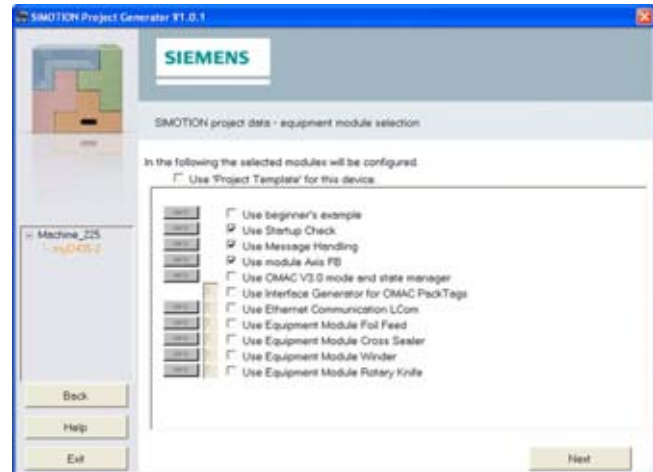 SIMOTION Project Generator V1.0.1
SIEMENS
SIMOTION project data - equipment module selection
In the following the selected modules will be configured.
Use 'Project Template' for this device:
Use beginner's example
Use Startup Check
Use Message Handling
Use module Axis FB
Use OMAC V3.0 mode and state manager
Use Interface Generator for OMAC PackTags
Use Ethernet Communication LCom
Use Equipment Module Foil Feed
Use Equipment Module Cross Sealer
Use Equipment Module Winder
Use Equipment Module Rotary Knife
Machine_225
myD435-2
Back
Help
Exit
Next